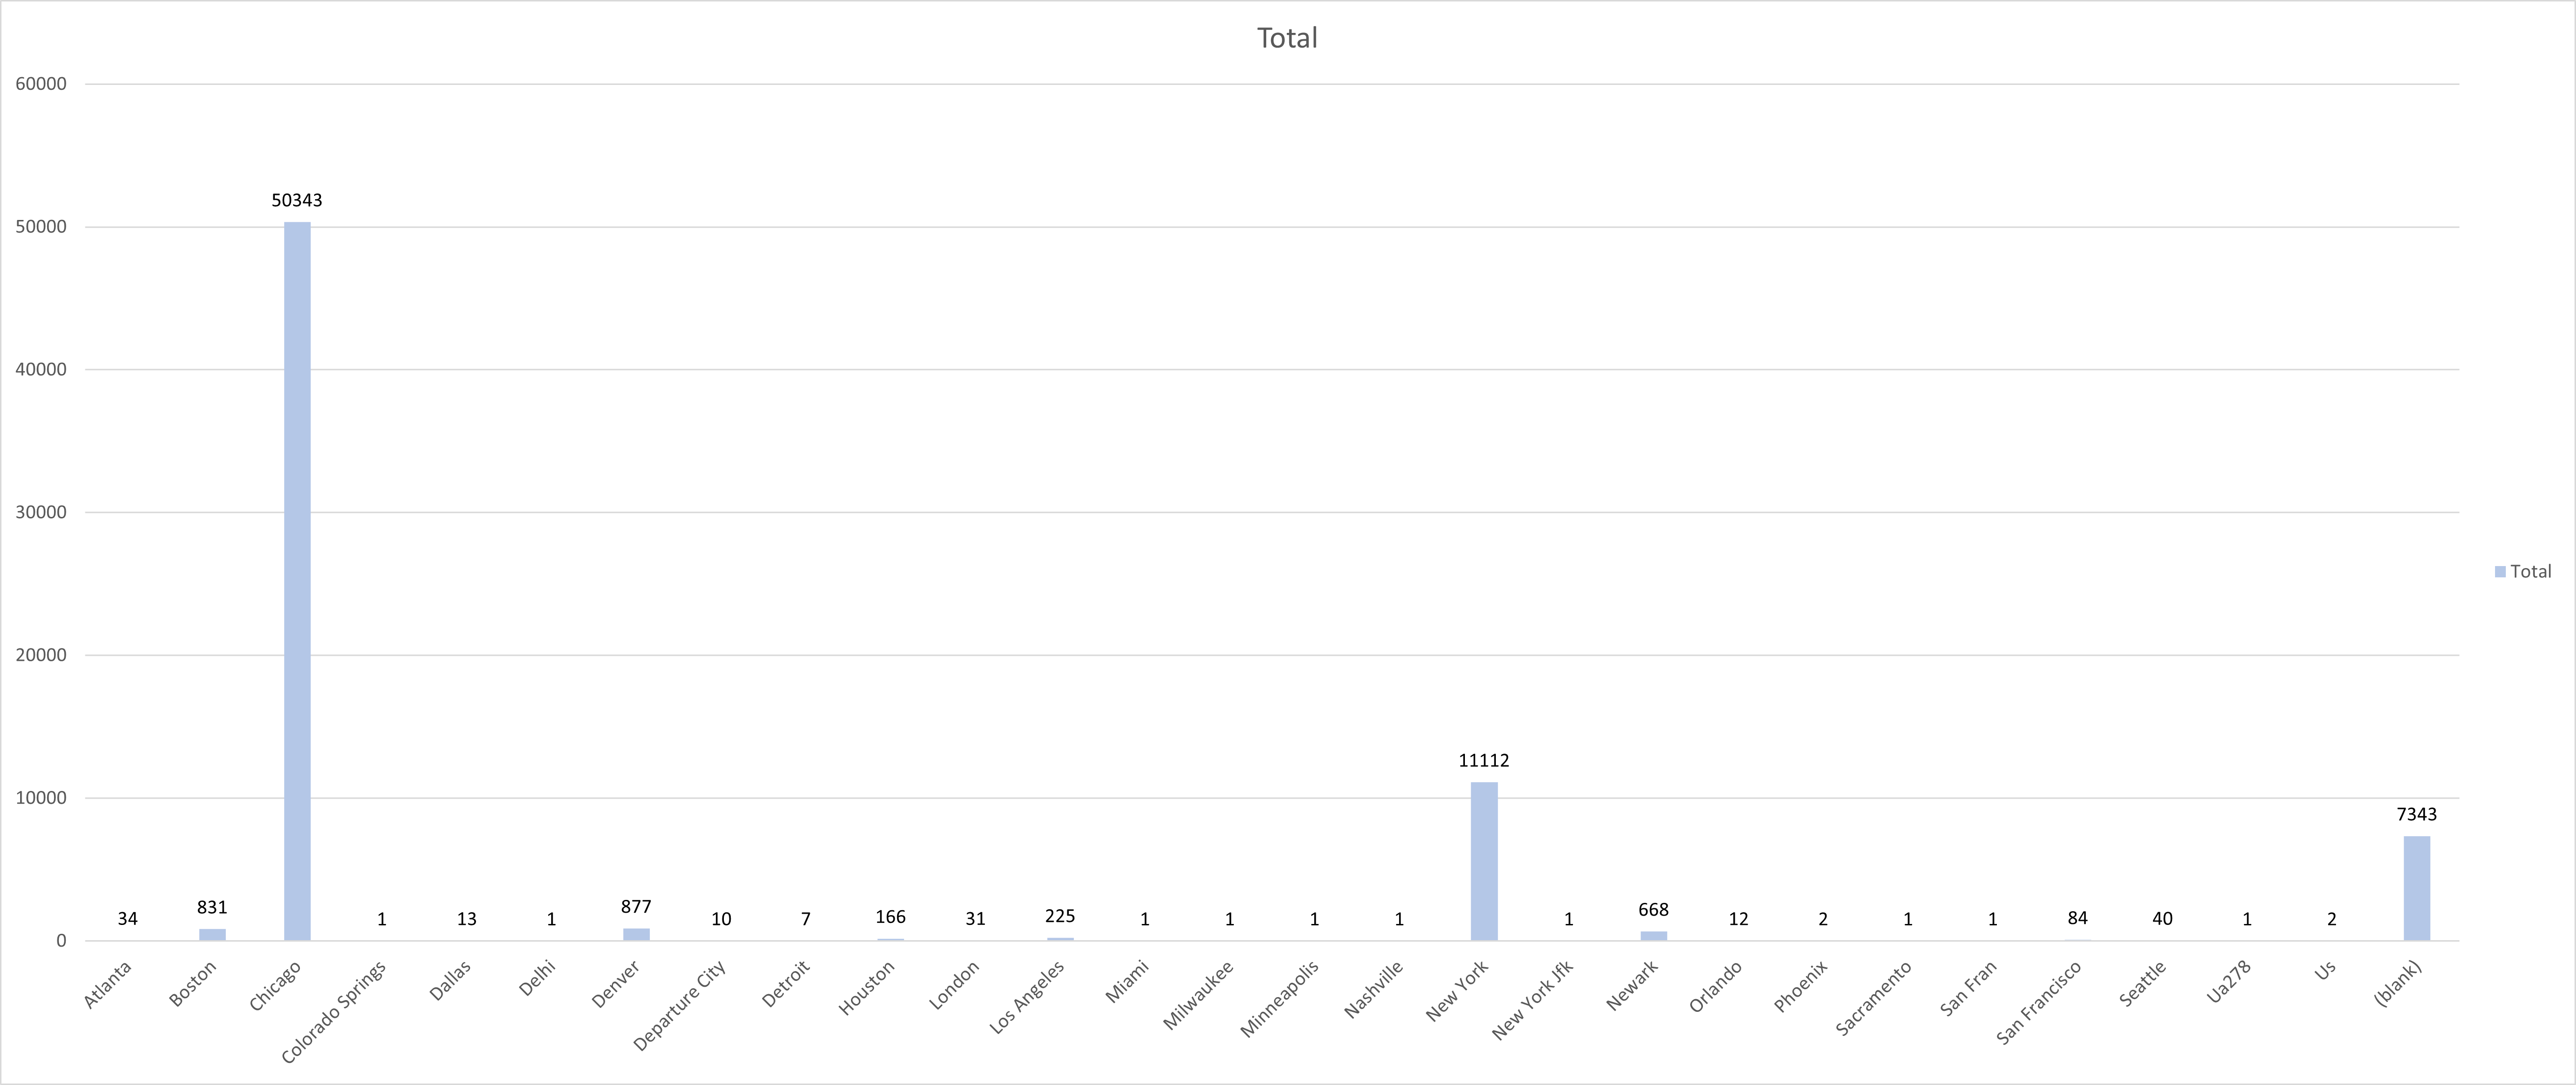 Total
60000
50000
40000
30000
20000
10000
0
34
831
50343
1
13
1
877
10
7
166
31
225
1
1
1
1
11112
1
668
12
2
1
1
84
40
1
2
7343
Atlanta
Boston
Chicago
Colorado Springs
Dallas
Delhi
Denver
Departure City
Detroit
Houston
London
Los Angeles
Miami
Milwaukee
Minneapolis
Nashville
New York
New York Jfk
Newark
Orlando
Phoenix
Sacramento
San Fran
San Francisco
Seattle
Ua278
Us
(blank)
Total